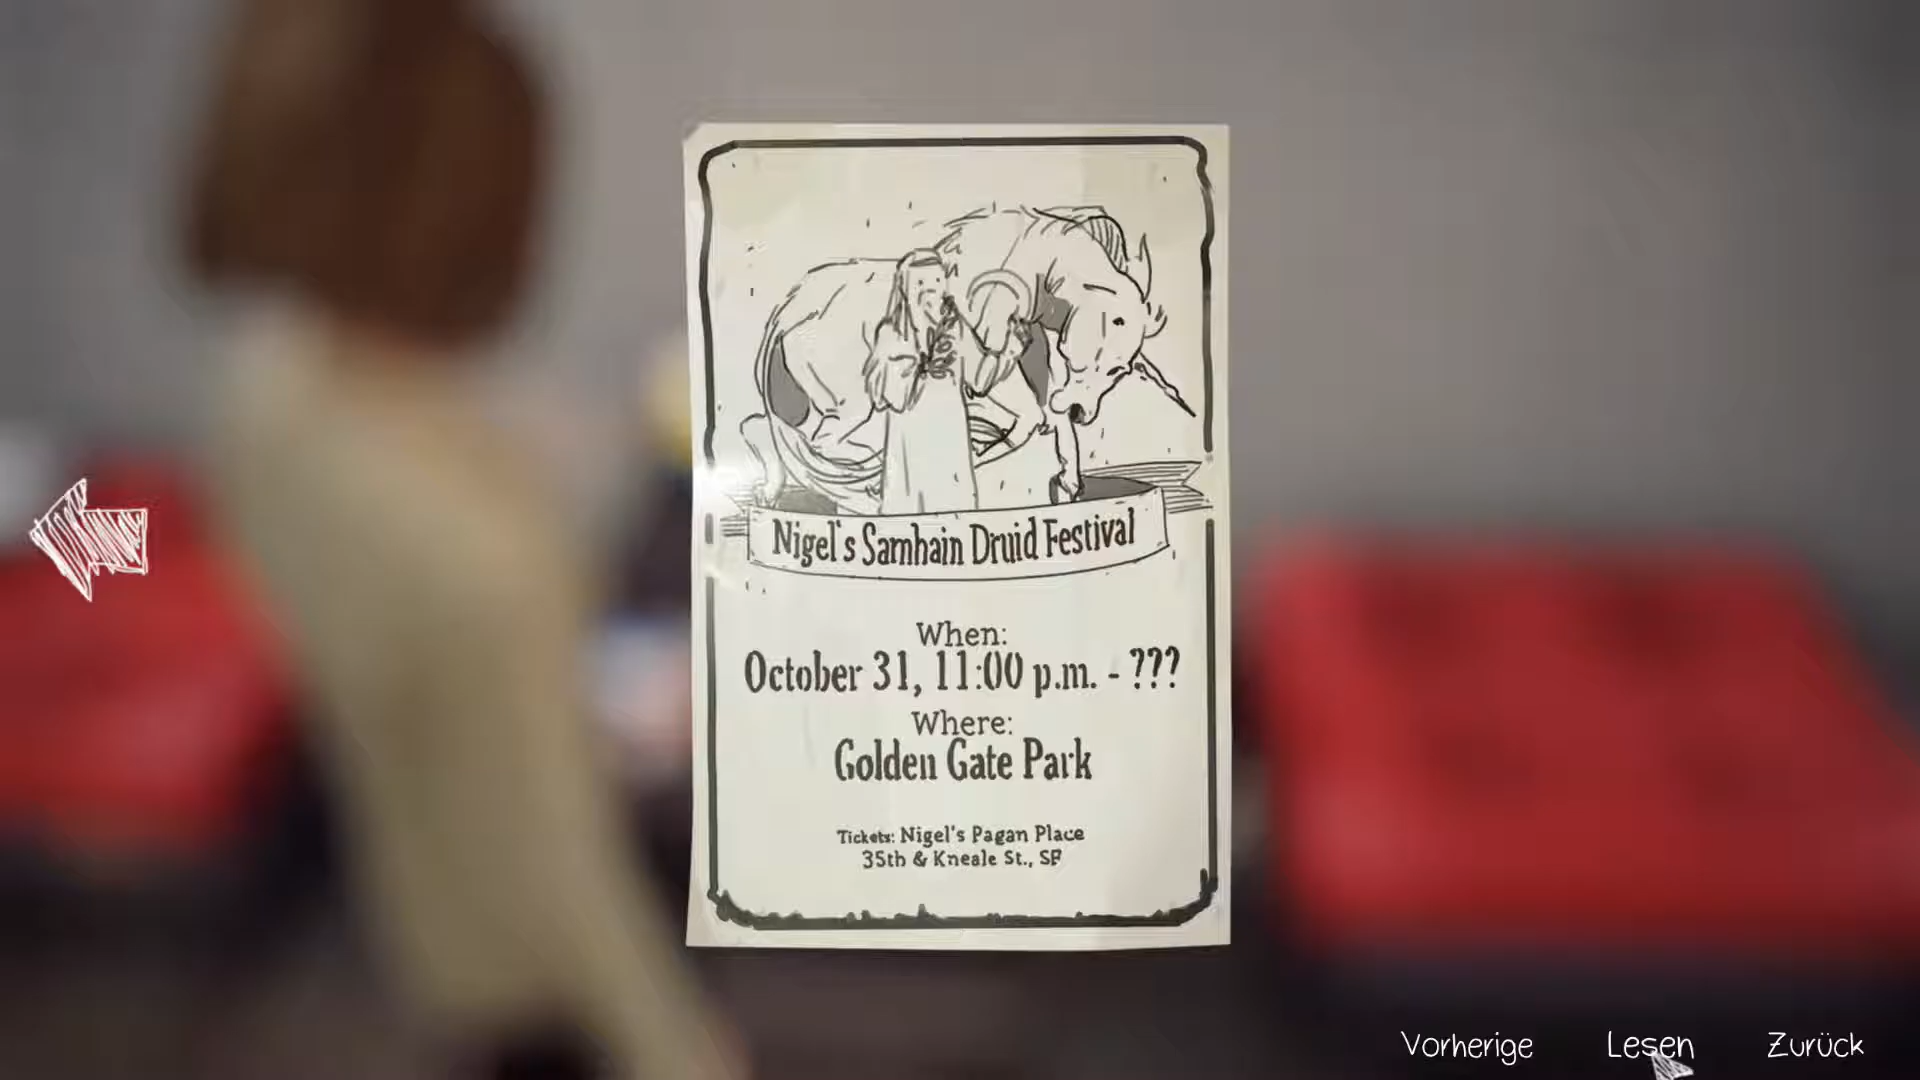 Nigel's Samhain Druid Festival
When:
October 31, 11:00 p.m. - ???
Where:
Golden Gate Park
Tickets: Nigel's Pagan Place
35th & Kneale St., SF
Vorherige Lesen Zurück